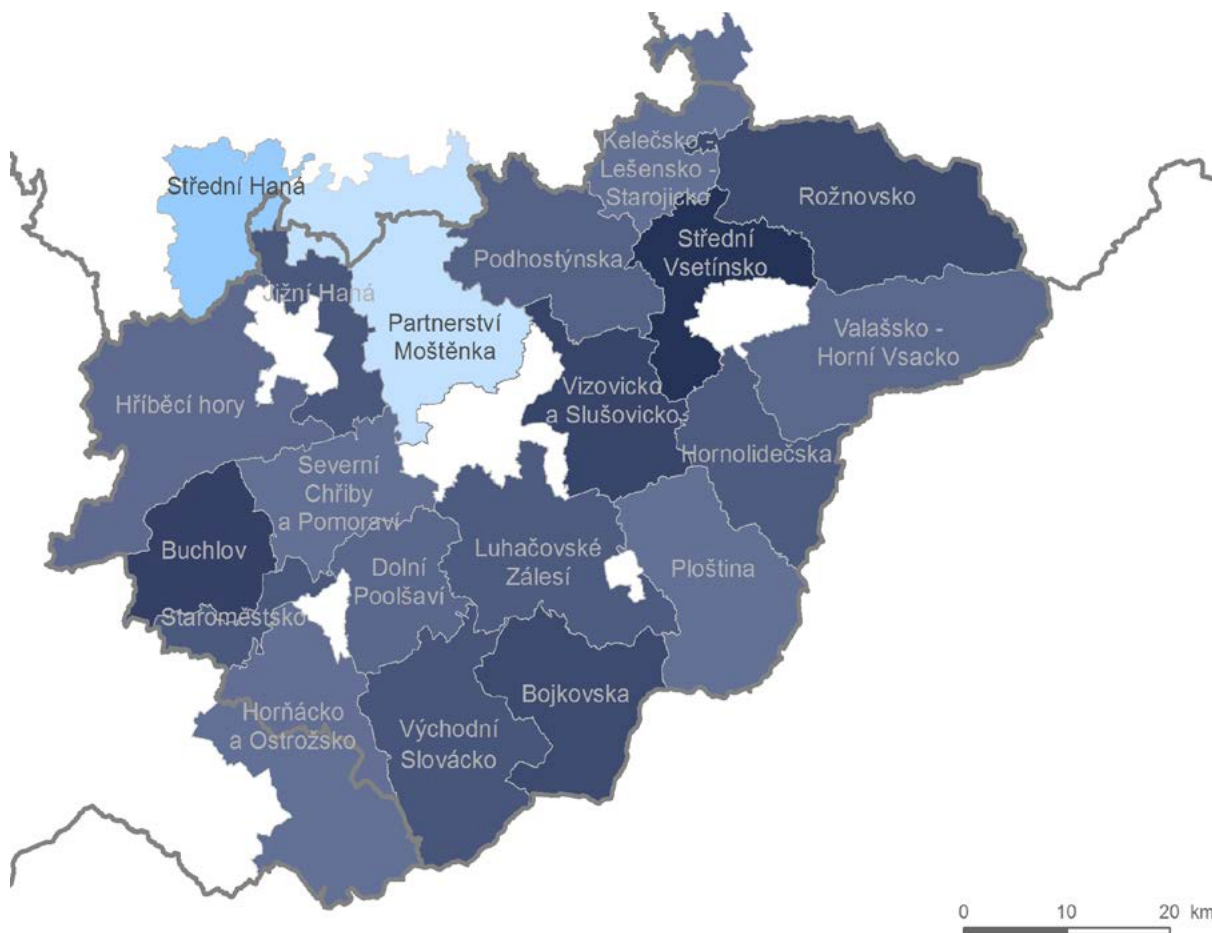 Kelečsko -
Lešensko -
Starojicko
Střední Haná
Rožnovsko
Střední
Vsetínsko
Podhostýnska
Jižní Haná
Partnerství
Moštěnka
Valašsko -
Horní Vsacko
Vizovicko
a Slušovicko
Hříběcí hory
Hornolidečska
Severní
Chřiby
a Pomoraví
Buchlov
Luhačovské
Zálesí
Ploština
Dolní
Poolšaví
Staroměstsko
Bojkovska
Horňácko
a Ostrožsko
Východní
Slovácko
0 10 20 km